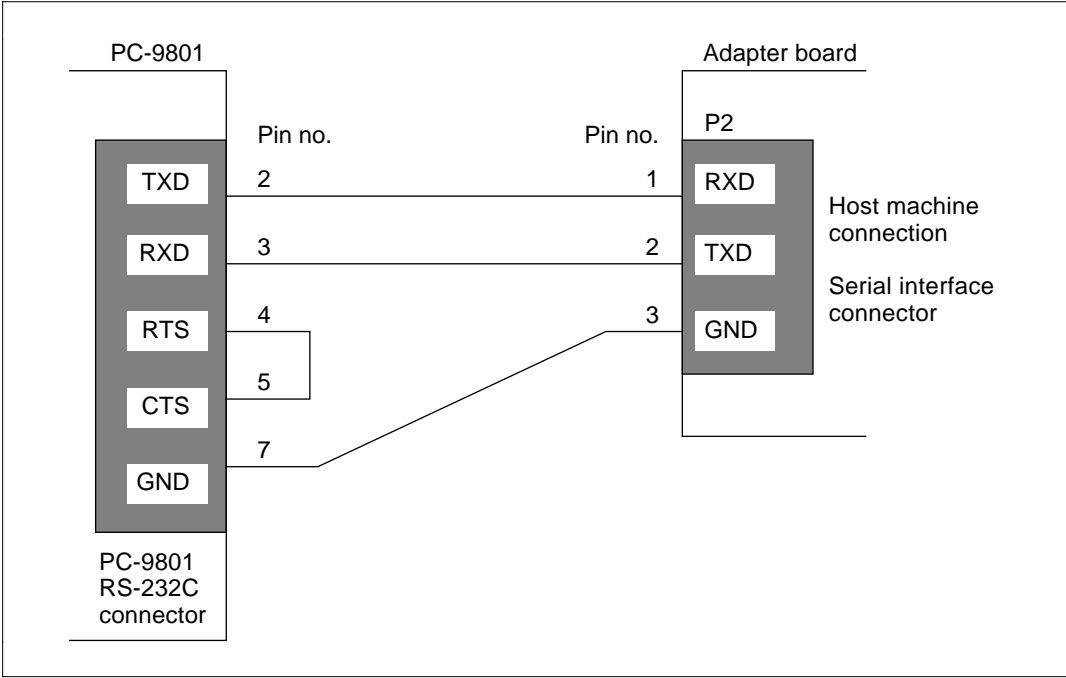 PC-9801
Adapter board
Pin no.
Pin no.
P2
TXD
2
1
RXD
RXD
3
2
TXD
RTS
4
3
GND
CTS
5
GND
7
Host machine
connection
Serial interface
connector
PC-9801
RS-232C
connector